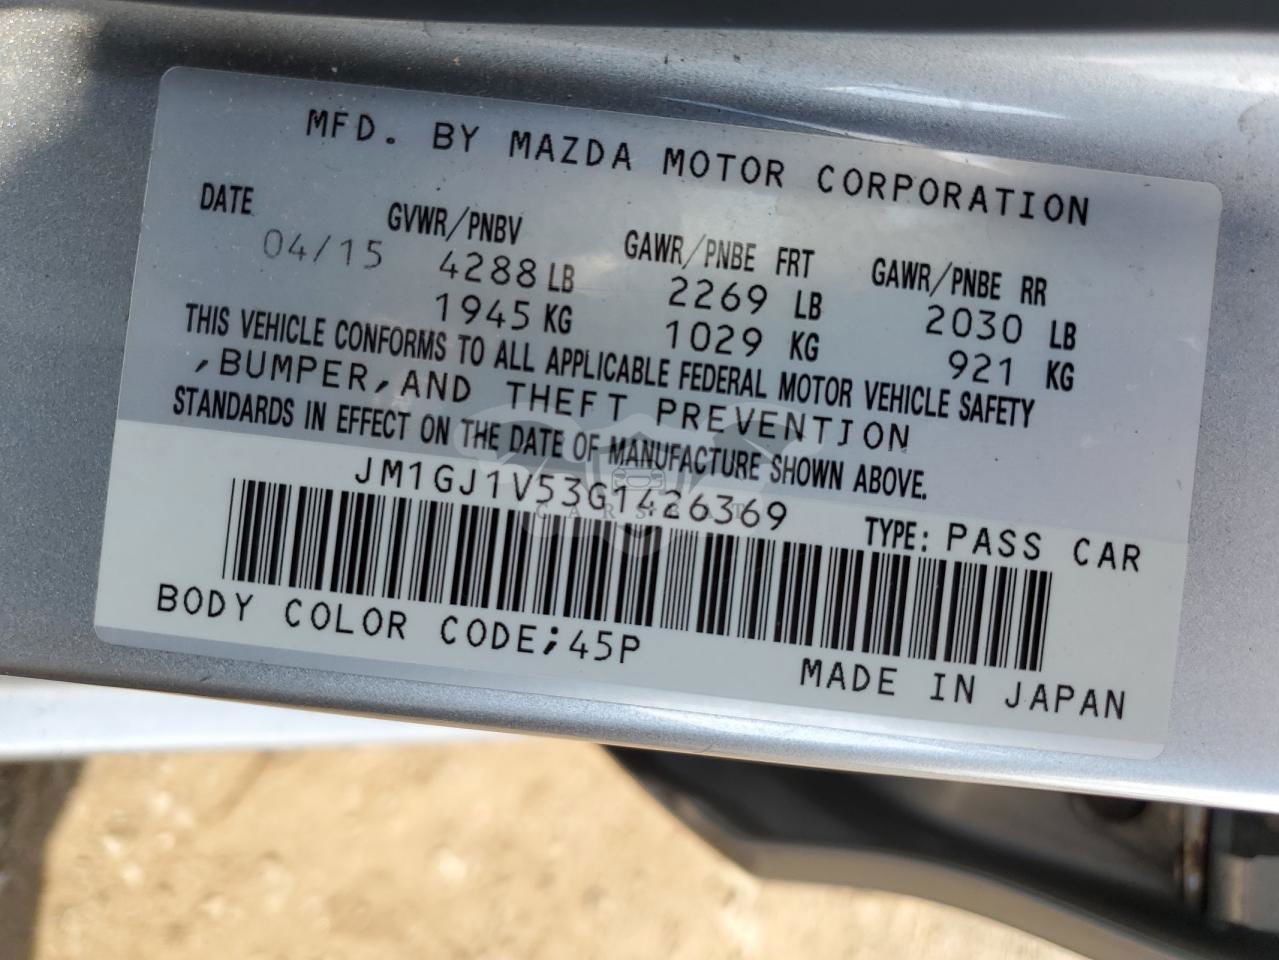 MFD. BY MAZDA MOTOR CORPORATION
DATE GVWR/PNBV GAWR/PNBE FRT GAWR/PNBE RR
04/15 4288 LB 2269 LB 2030 LB
1945 KG 1029 KG 921 KG
THIS VEHICLE CONFORMS TO ALL APPLICABLE FEDERAL MOTOR VEHICLE SAFETY
,BUMPER,AND THEFT PREVENTION
STANDARDS IN EFFECT ON THE DATE OF MANUFACTURE SHOWN ABOVE.
JM1GJ1V53G1426369 TYPE: PASS CAR
BODY COLOR CODE;45P
MADE IN JAPAN